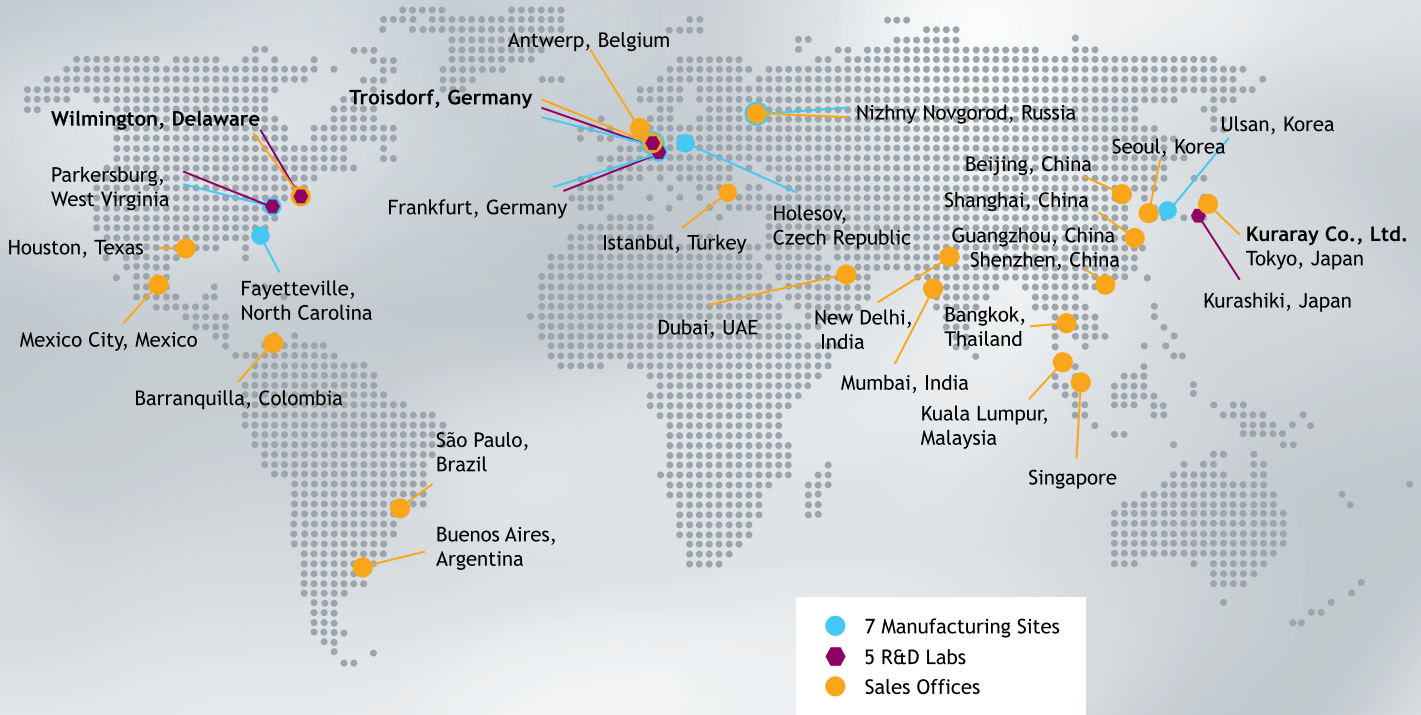 Antwerp, Belgium
Troisdorf, Germany
Wilmington, Delaware
Nizhny Novgorod, Russia
Ulsan, Korea
Seoul, Korea
Beijing, China
Parkersburg,
West Virginia
Shanghai, China
Frankfurt, Germany
Holesov,
Czech Republic
Istanbul, Turkey
Guangzhou, China
Shenzhen, China
Kuraray Co., Ltd.
Tokyo, Japan
Houston, Texas
Fayetteville,
North Carolina
Kurashiki, Japan
Dubai, UAE
New Delhi,
India
Bangkok,
Thailand
Mexico City, Mexico
Mumbai, India
Barranquilla, Colombia
Kuala Lumpur,
Malaysia
São Paulo,
Brazil
Singapore
Buenos Aires,
Argentina
7 Manufacturing Sites
5 R&D Labs
Sales Offices